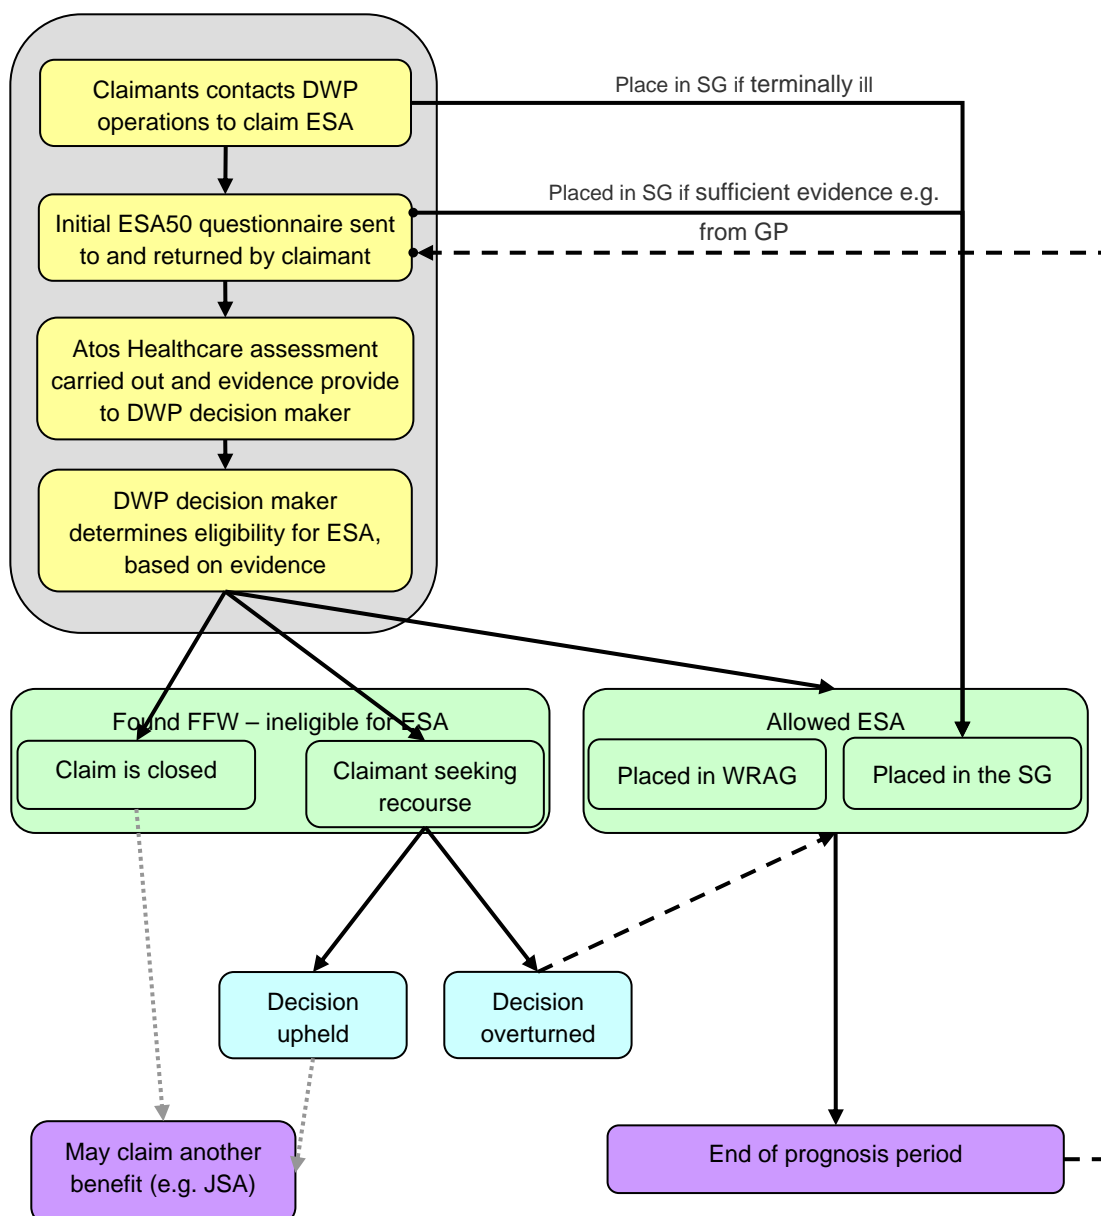 Claimants contacts DWP
operations to claim ESA
Place in SG if terminally ill
Initial ESA50 questionnaire sent
to and returned by claimant
Placed in SG if sufficient evidence e.g.
from GP
Atos Healthcare assessment
carried out and evidence provide
to DWP decision maker
DWP decision maker
determines eligibility for ESA,
based on evidence
Found FFW – ineligible for ESA
Claim is closed
Claimant seeking
recourse
Allowed ESA
Placed in WRAG
Placed in the SG
Decision
upheld
Decision
overturned
May claim another
benefit (e.g. JSA)
End of prognosis period